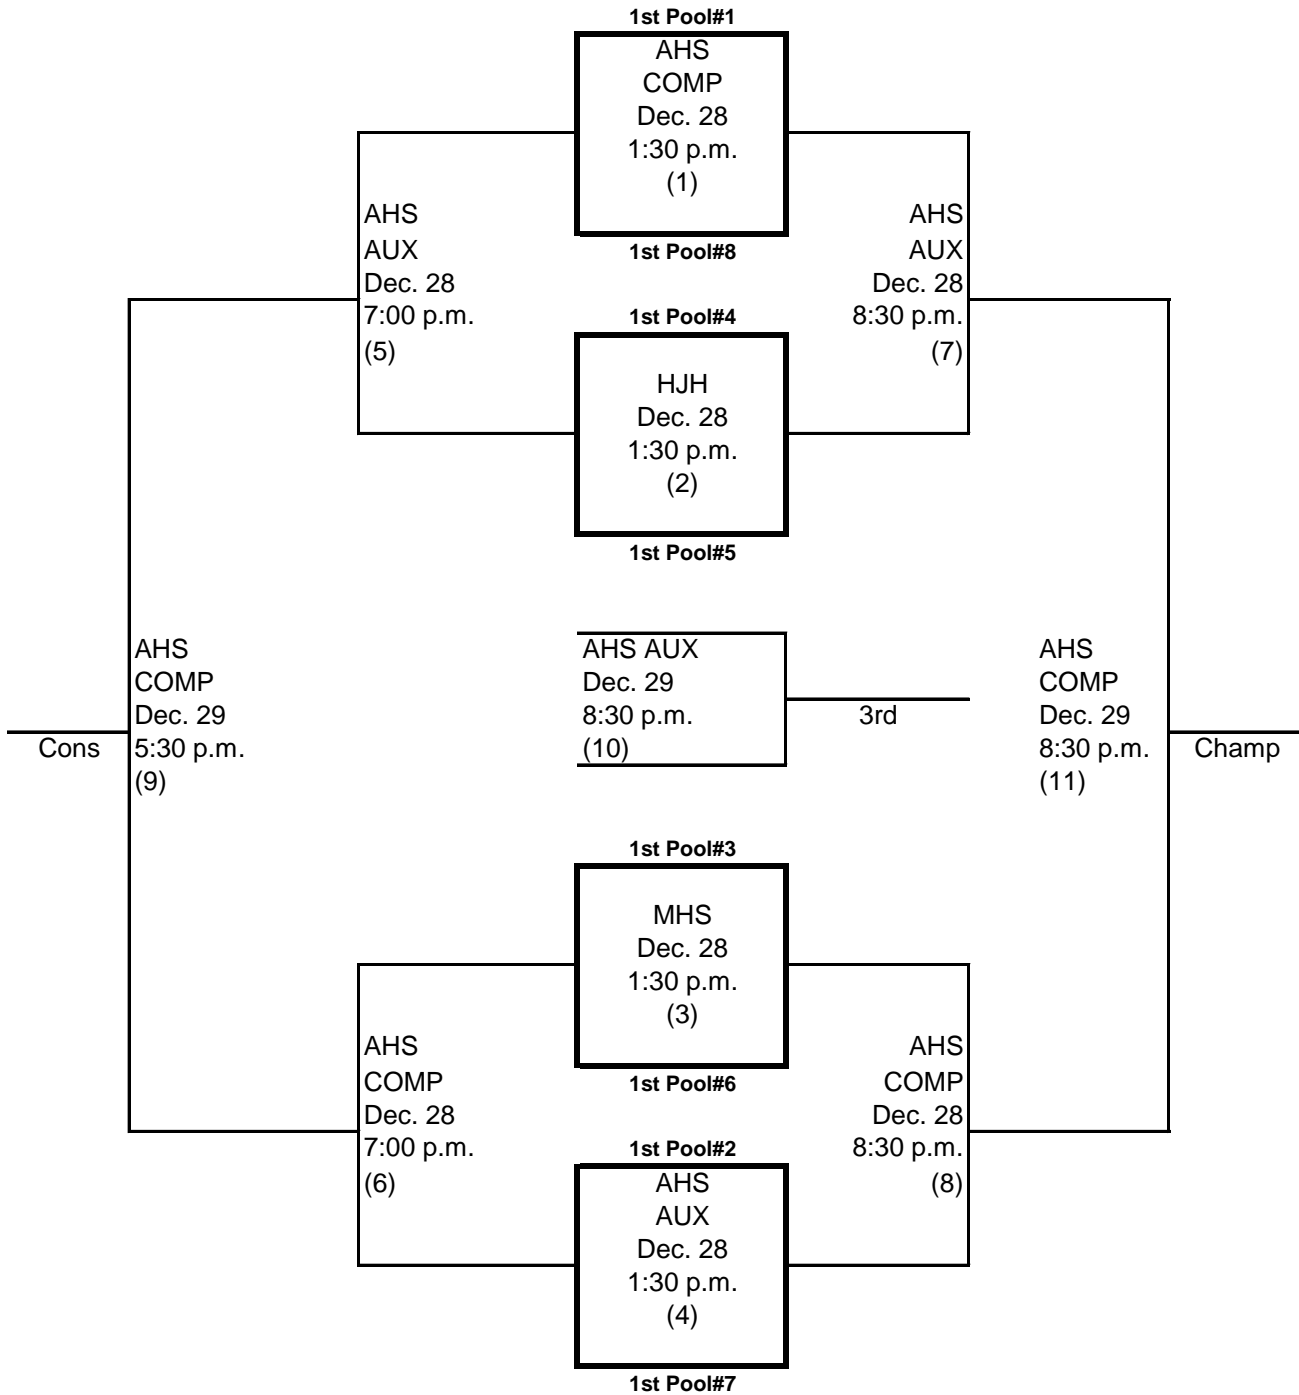 1st Pool#1
AHS
COMP
Dec. 28
1:30 p.m.
(1)
1st Pool#8
AHS
AUX
Dec. 28
7:00 p.m.
(5)
AHS
AUX
Dec. 28
8:30 p.m.
(7)
1st Pool#4
HJH
Dec. 28
1:30 p.m.
(2)
1st Pool#5
Cons
AHS
COMP
Dec. 29
5:30 p.m.
(9)
AHS AUX
Dec. 29
8:30 p.m.
(10)
3rd
AHS
COMP
Dec. 29
8:30 p.m.
(11)
Champ
1st Pool#3
MHS
Dec. 28
1:30 p.m.
(3)
1st Pool#6
AHS
COMP
Dec. 28
7:00 p.m.
(6)
AHS
COMP
Dec. 28
8:30 p.m.
(8)
1st Pool#2
AHS
AUX
Dec. 28
1:30 p.m.
(4)
1st Pool#7